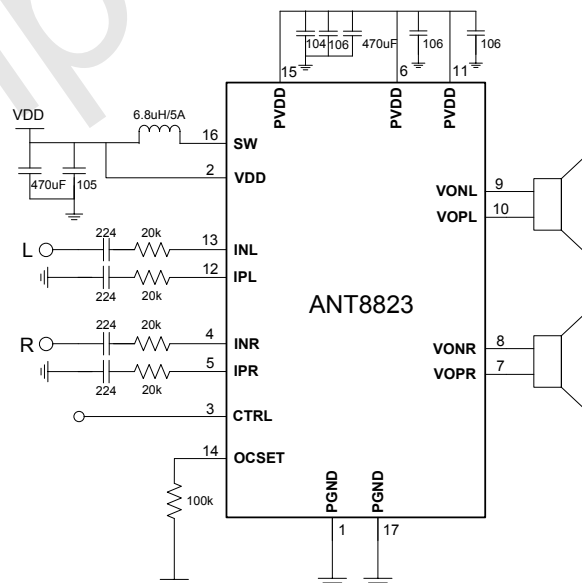 104 106 470uF 106 106
15 6 11
PVDD PVDD PVDD
VDD 6.8uH/5A
16 SW
2 VDD
470uF 105
9 VONL
10 VOPL
L 224 20k 13 INL
224 20k 12 IPL
ANT8823
R 224 20k 4 INR
224 20k 5 IPR
8 VONR
7 VOPR
3 CTRL
14 OCSET
100k
PGND PGND
1 17